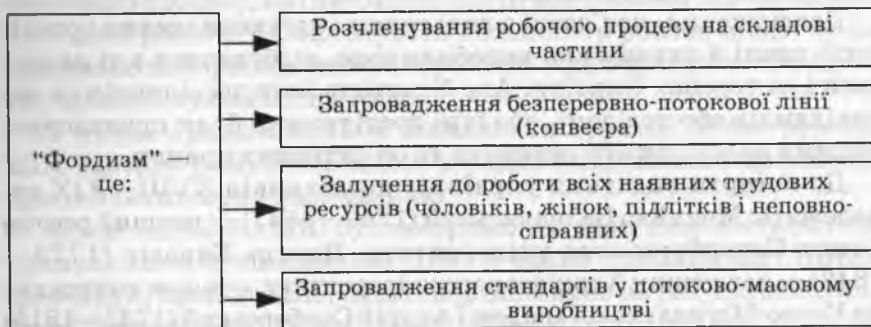 “Фордизм”
це:
Розчленування робочого процесу на складові
частини
Запровадження безперервно-потокової лінії
(конвеєра)
Залучення до роботи всіх наявних трудових
ресурсів (чоловіків, жінок, підлітків і неповно-
справних)
Запровадження стандартів у потоково-масовому
виробництві